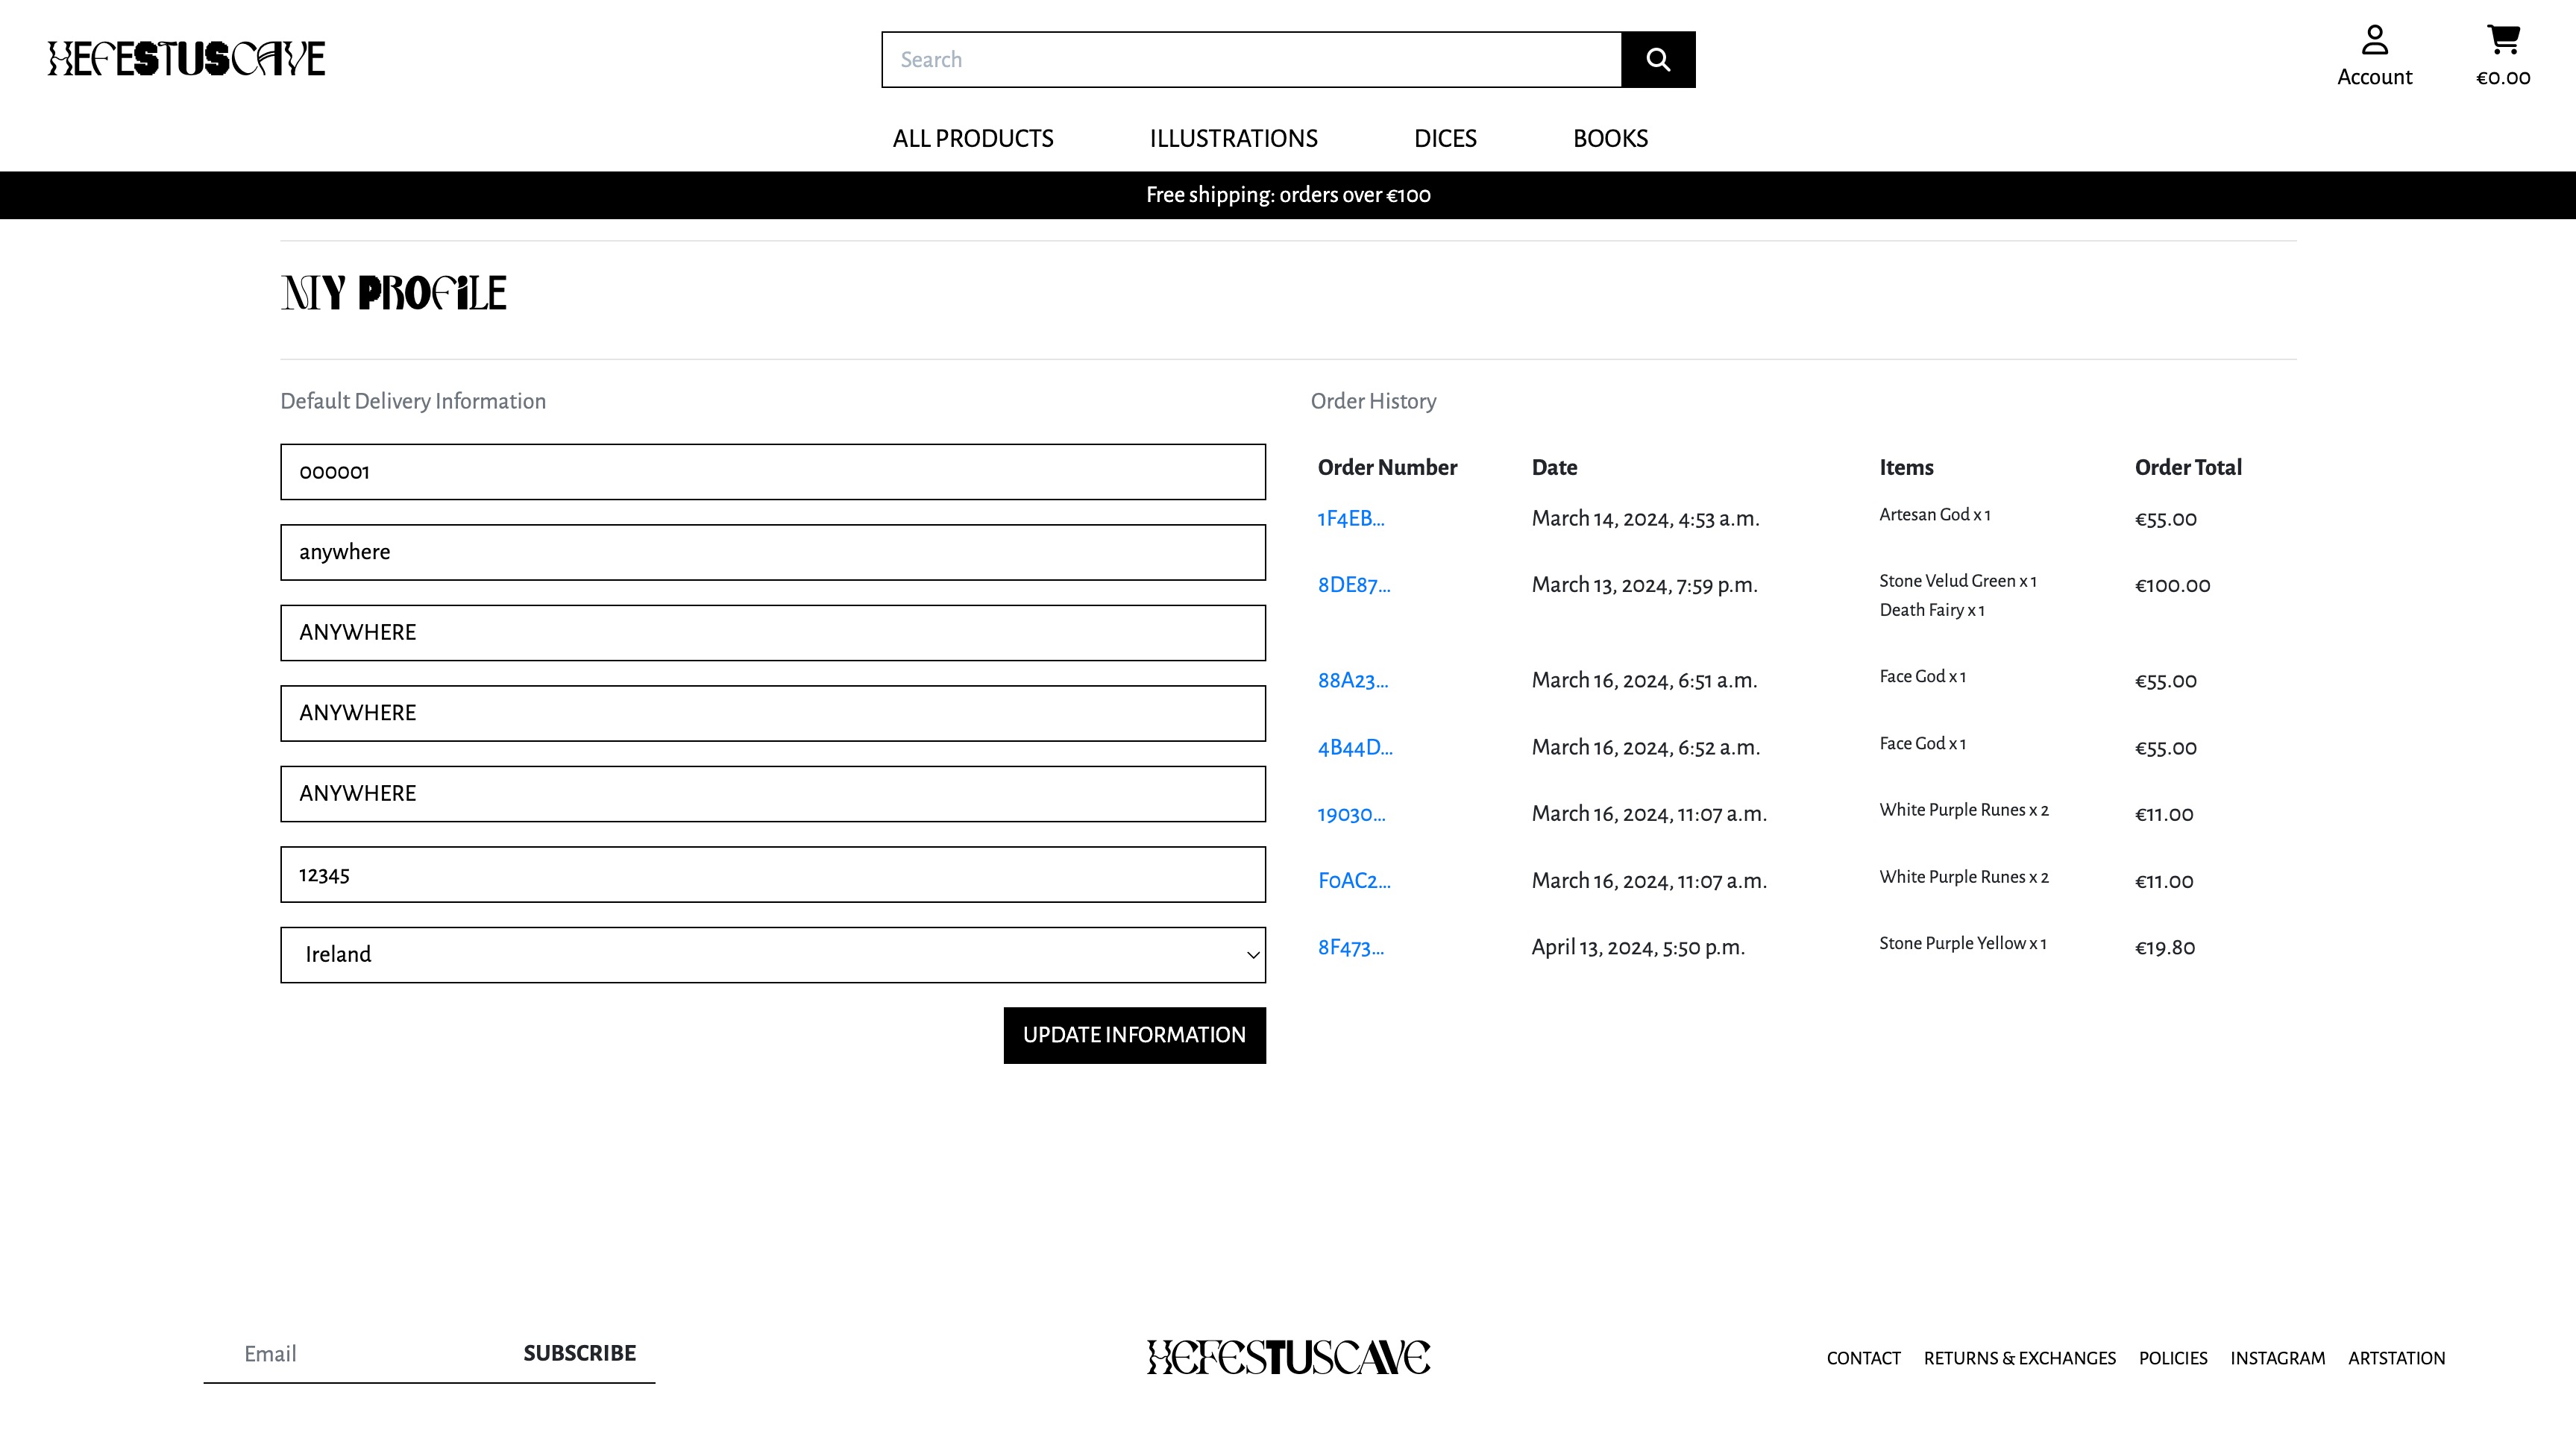 HEFESTUSCAVE
Search
Account
€0.00
ALL PRODUCTS ILLUSTRATIONS DICES BOOKS
Free shipping: orders over €100
MY PROFILE
Default Delivery Information
000001
anywhere
ANYWHERE
ANYWHERE
ANYWHERE
12345
Ireland
UPDATE INFORMATION
Order History
Order Number Date Items Order Total
1F4EB... March 14, 2024, 4:53 a.m. Artesan God x 1 €55.00
8DE87... March 13, 2024, 7:59 p.m. Stone Velud Green x 1 €100.00
Death Fairy x 1
88A23... March 16, 2024, 6:51 a.m. Face God x 1 €55.00
4B44D... March 16, 2024, 6:52 a.m. Face God x 1 €55.00
19030... March 16, 2024, 11:07 a.m. White Purple Runes x 2 €11.00
F0AC2... March 16, 2024, 11:07 a.m. White Purple Runes x 2 €11.00
8F473... April 13, 2024, 5:50 p.m. Stone Purple Yellow x 1 €19.80
Email SUBSCRIBE
HEFESTUSCAVE
CONTACT RETURNS & EXCHANGES POLICIES INSTAGRAM ARTSTATION